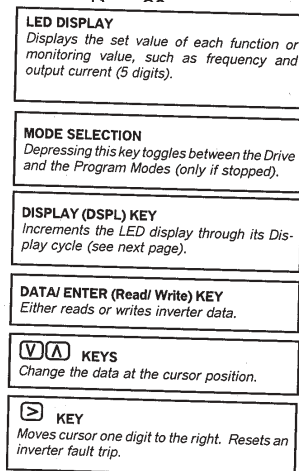 LED DISPLAY
Displays the set value of each function or
monitoring value, such as frequency and
output current (5 digits).
MODE SELECTION
Depressing this key toggles between the Drive
and the Program Modes (only if stopped).
DISPLAY (DSPL) KEY
Increments the LED display through its Dis-
play cycle (see next page).
DATA/ ENTER (Read/ Write) KEY
Either reads or writes inverter data.
V Λ KEYS
Change the data at the cursor position.
> KEY
Moves cursor one digit to the right. Resets an
inverter fault trip.